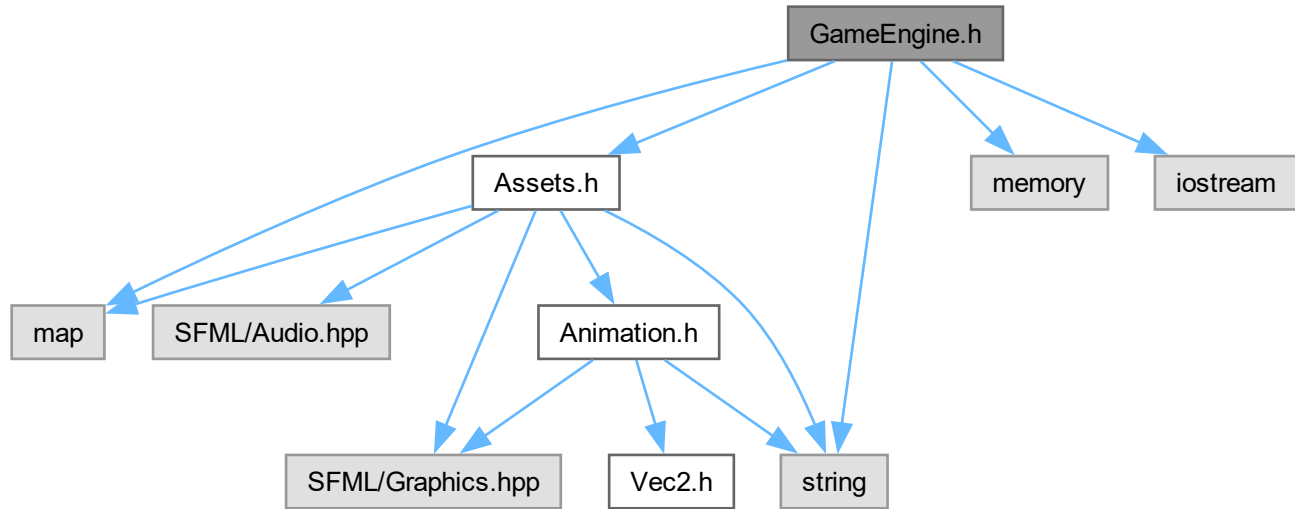 GameEngine.h
Assets.h
memory
iostream
map
SFML/Audio.hpp
Animation.h
SFML/Graphics.hpp
Vec2.h
string